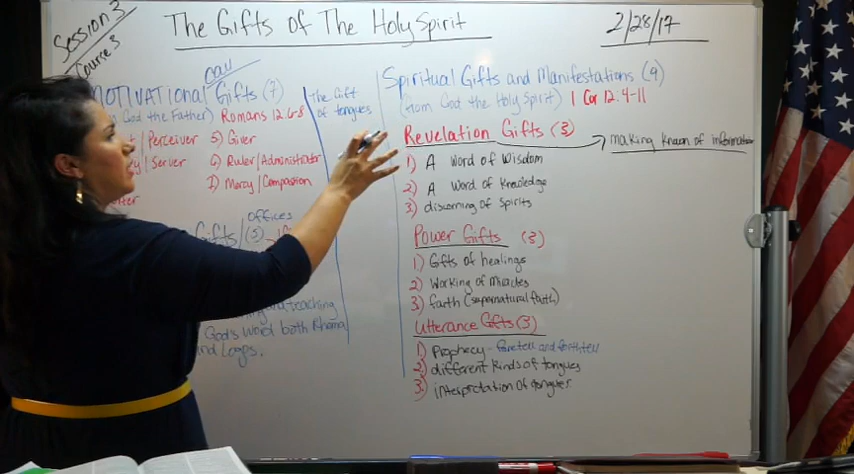 Session 3
Course 3
The Gifts of The Holy Spirit
2/28/17
Call
MOTIVATIONAL Gifts (7)
God the Father) Romans 12:6-8
Perceiver 5) Giver
/ Server 6) Ruler/Administrator
7) Mercy/Compassion
Offices
(5)
and teaching
God's Word both Rhema
and Logos.
The Gift
of tongues
Spiritual Gifts and Manifestations (9)
(from God the Holy Spirit) 1 Cor 12:4-11
Revelation Gifts (3)
making known of information
1) A Word of Wisdom
2) A Word of Knowledge
3) discerning of Spirits
Power Gifts (3)
1) Gifts of healings
2) Working of Miracles
3) faith (supernatural faith)
Utterance Gifts (3)
1) Prophecy - foretell and forthtell
2) different kinds of tongues
3) interpretation of tongues.